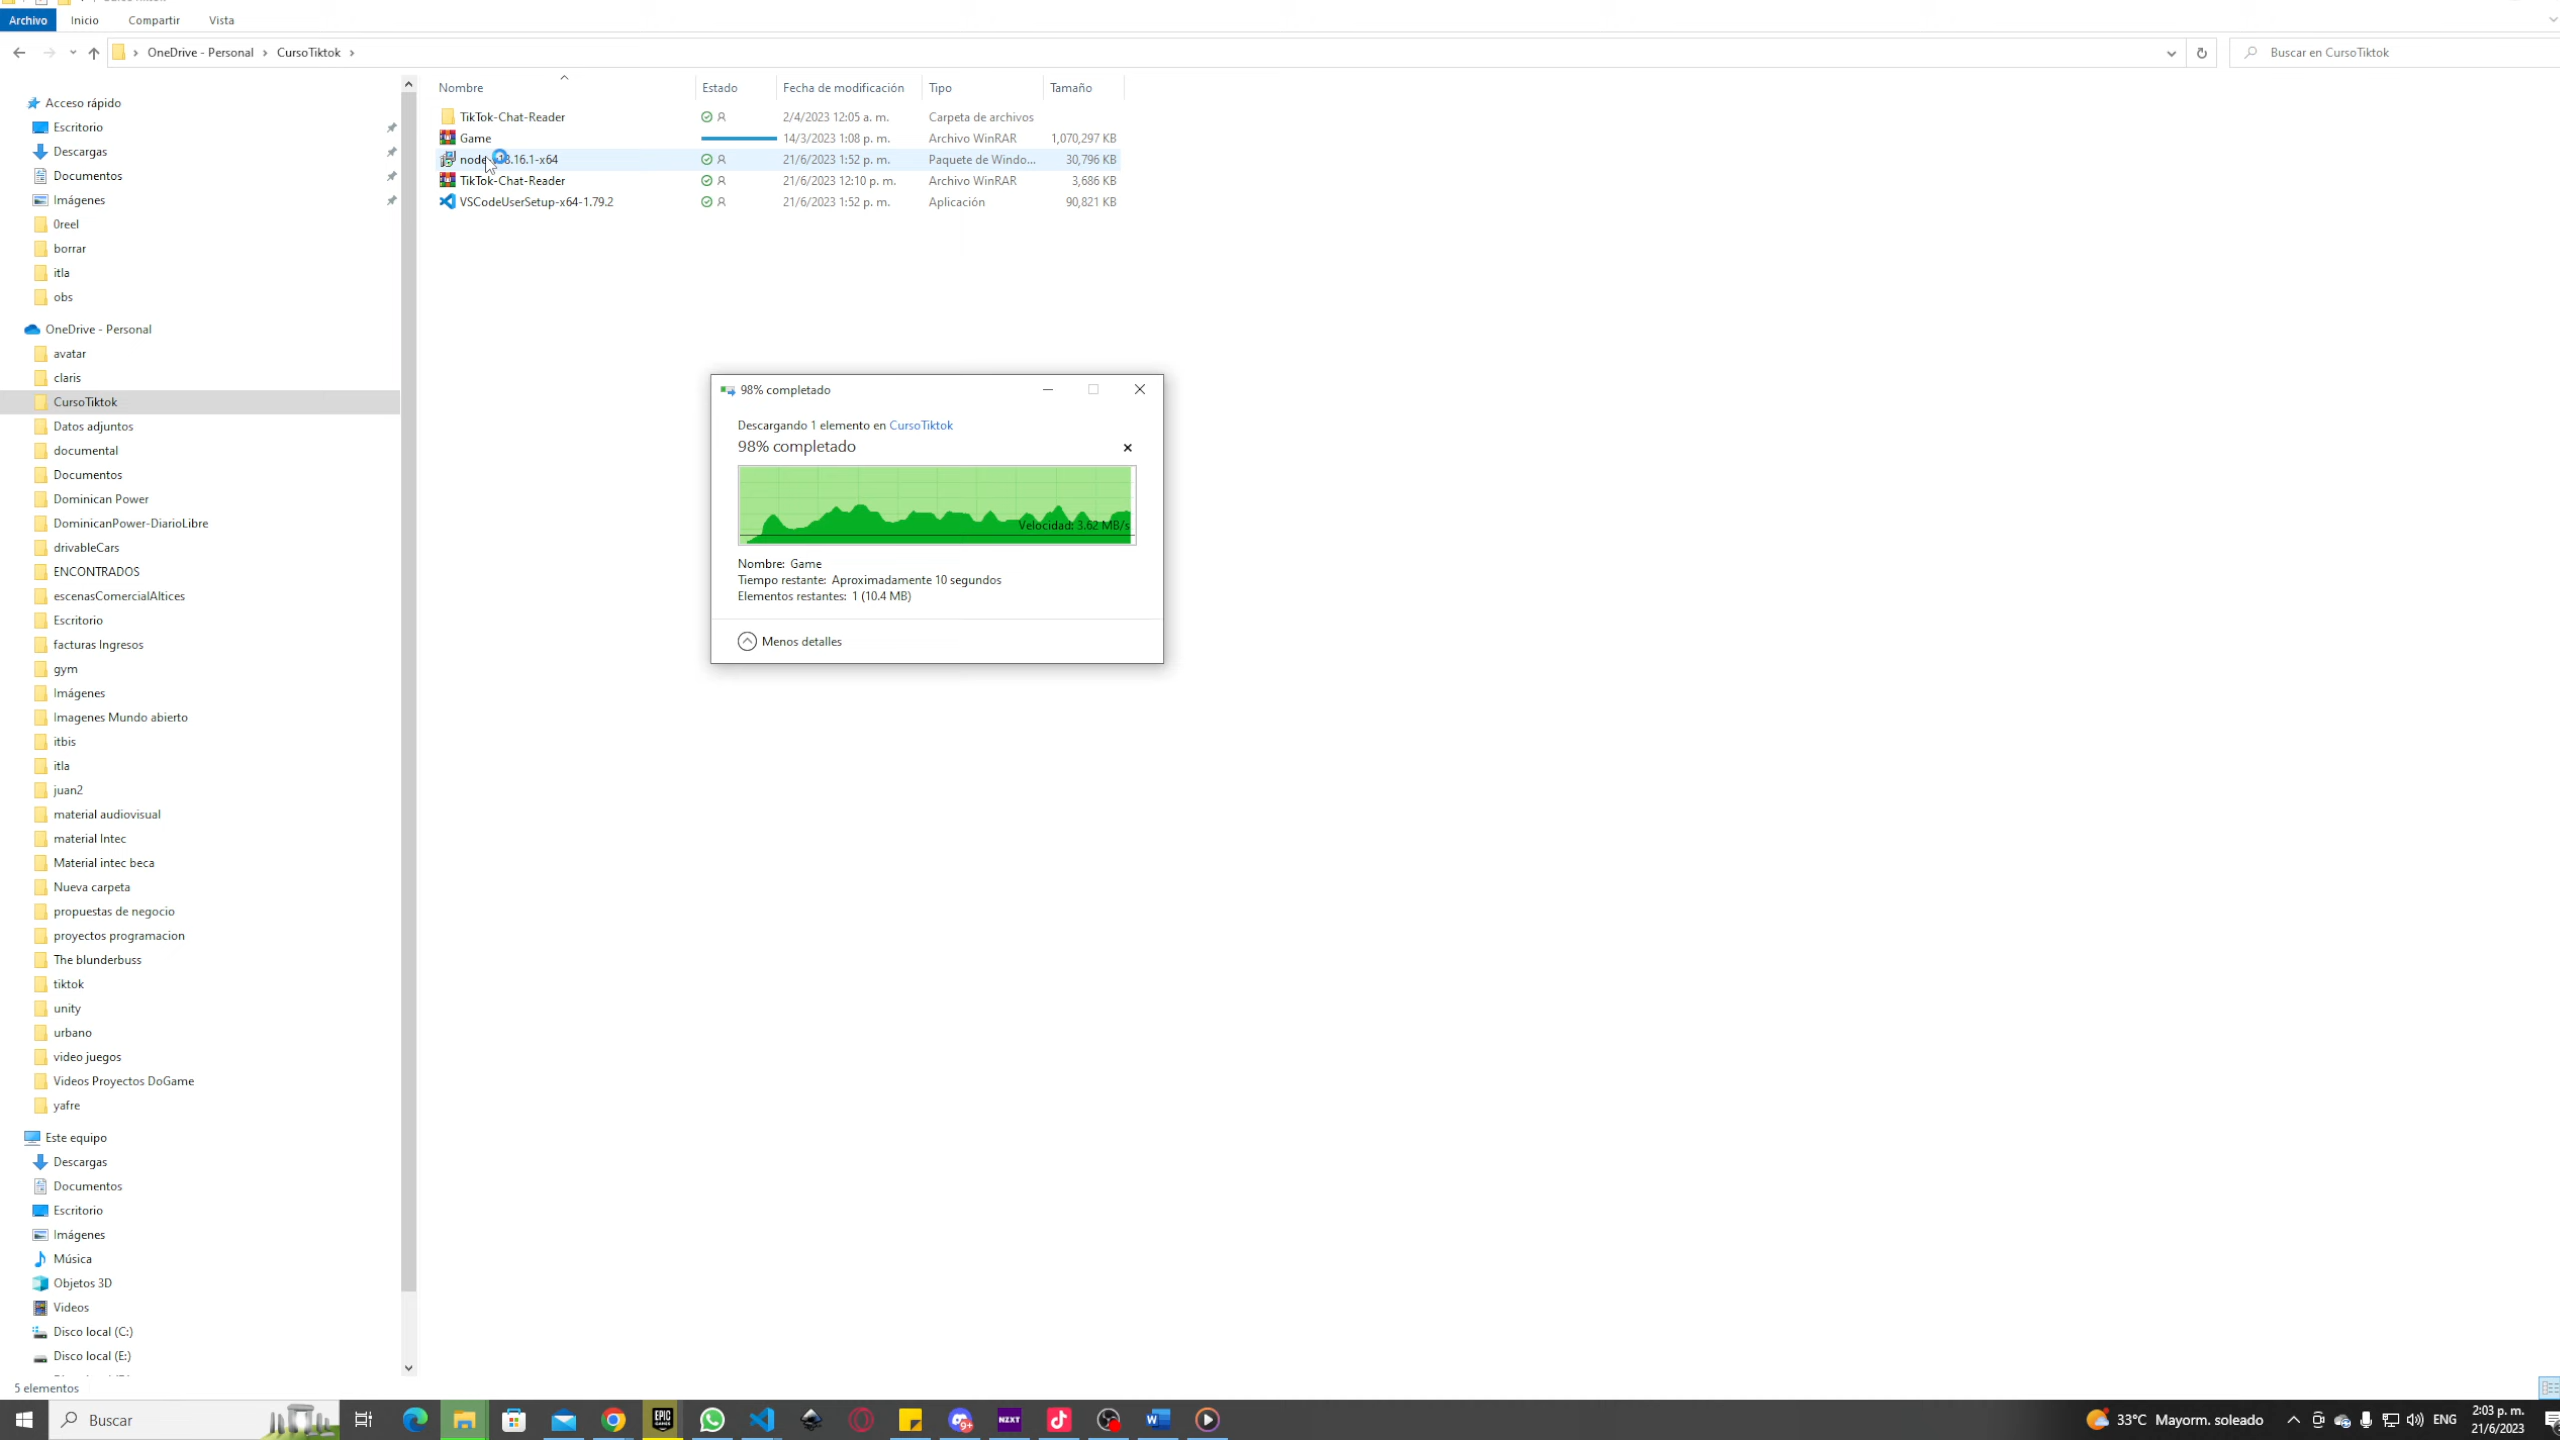 Archivo Inicio Compartir Vista
OneDrive - Personal CursoTiktok
Buscar en CursoTiktok
Nombre Estado Fecha de modificación Tipo Tamaño
TikTok-Chat-Reader 2/4/2023 12:05 a. m. Carpeta de archivos
Game 14/3/2023 1:08 p. m. Archivo WinRAR 1,070,297 KB
21/6/2023 1:52 p. m. Paquete de Windo... 30,796 KB
TikTok-Chat-Reader 21/6/2023 12:10 p. m. Archivo WinRAR 3,686 KB
VSCodeUserSetup-x64-1.79.2 21/6/2023 1:52 p. m. Aplicación 90,821 KB
Acceso rápido
Escritorio
Descargas
Documentos
Imágenes
0reel
borrar
itla
obs
OneDrive - Personal
avatar
claris
CursoTiktok
Datos adjuntos
documental
Documentos
Dominican Power
DominicanPower-DiarioLibre
drivableCars
ENCONTRADOS
escenasComercialAltices
Escritorio
facturas Ingresos
gym
Imágenes
Imagenes Mundo abierto
itbis
itla
juan2
material audiovisual
material Intec
Material intec beca
Nueva carpeta
propuestas de negocio
proyectos programacion
The blunderbuss
tiktok
unity
urbano
video juegos
Videos Proyectos DoGame
yafre
Este equipo
Descargas
Documentos
Escritorio
Imágenes
Música
Objetos 3D
Videos
Disco local (C:)
Disco local (E:)
5 elementos
98% completado
Descargando 1 elemento en CursoTiktok
98% completado
Velocidad: 3.62 MB/s
Nombre: Game
Tiempo restante: Aproximadamente 10 segundos
Elementos restantes: 1 (10.4 MB)
Menos detalles
Buscar
EPIC GAMES
9+
NZXT
33°C Mayorm. soleado
ENG
2:03 p. m.
21/6/2023